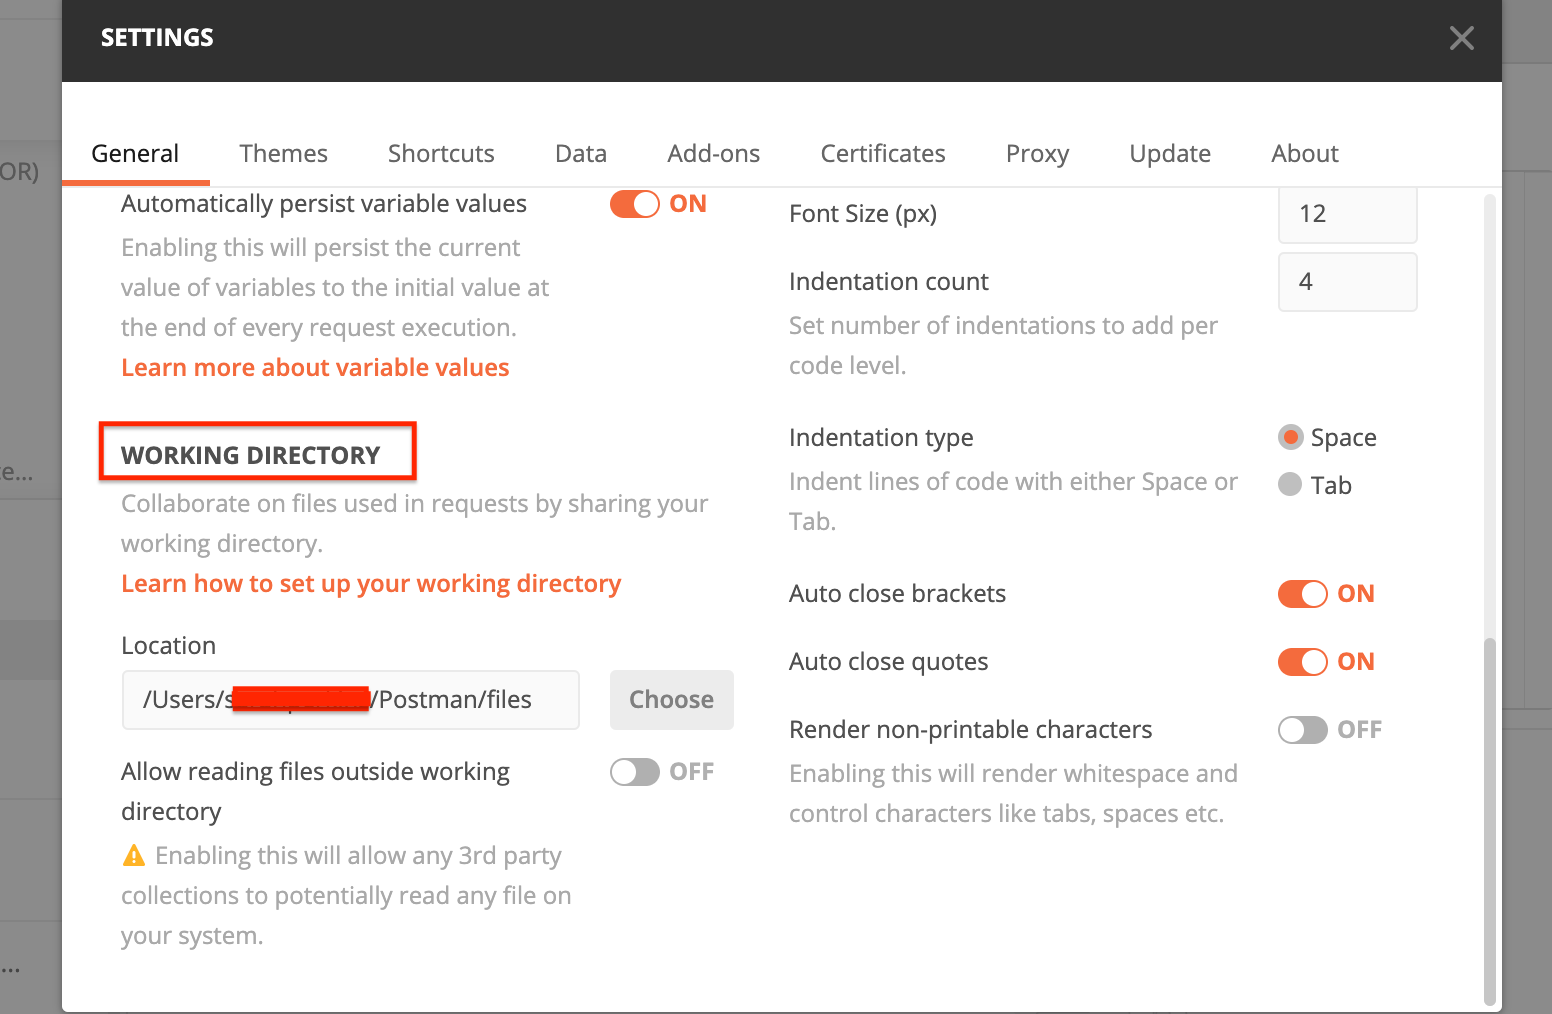 SETTINGS
General Themes Shortcuts Data Add-ons Certificates Proxy Update About
OR)
e...
...
Automatically persist variable values ON
Enabling this will persist the current
value of variables to the initial value at
the end of every request execution.
Learn more about variable values
WORKING DIRECTORY
Collaborate on files used in requests by sharing your
working directory.
Learn how to set up your working directory
Location
/Users/s /Postman/files Choose
Allow reading files outside working OFF
directory
Enabling this will allow any 3rd party
collections to potentially read any file on
your system.
Font Size (px) 12
Indentation count 4
Set number of indentations to add per
code level.
Indentation type Space
Tab
Indent lines of code with either Space or
Tab.
Auto close brackets ON
Auto close quotes ON
Render non-printable characters OFF
Enabling this will render whitespace and
control characters like tabs, spaces etc.